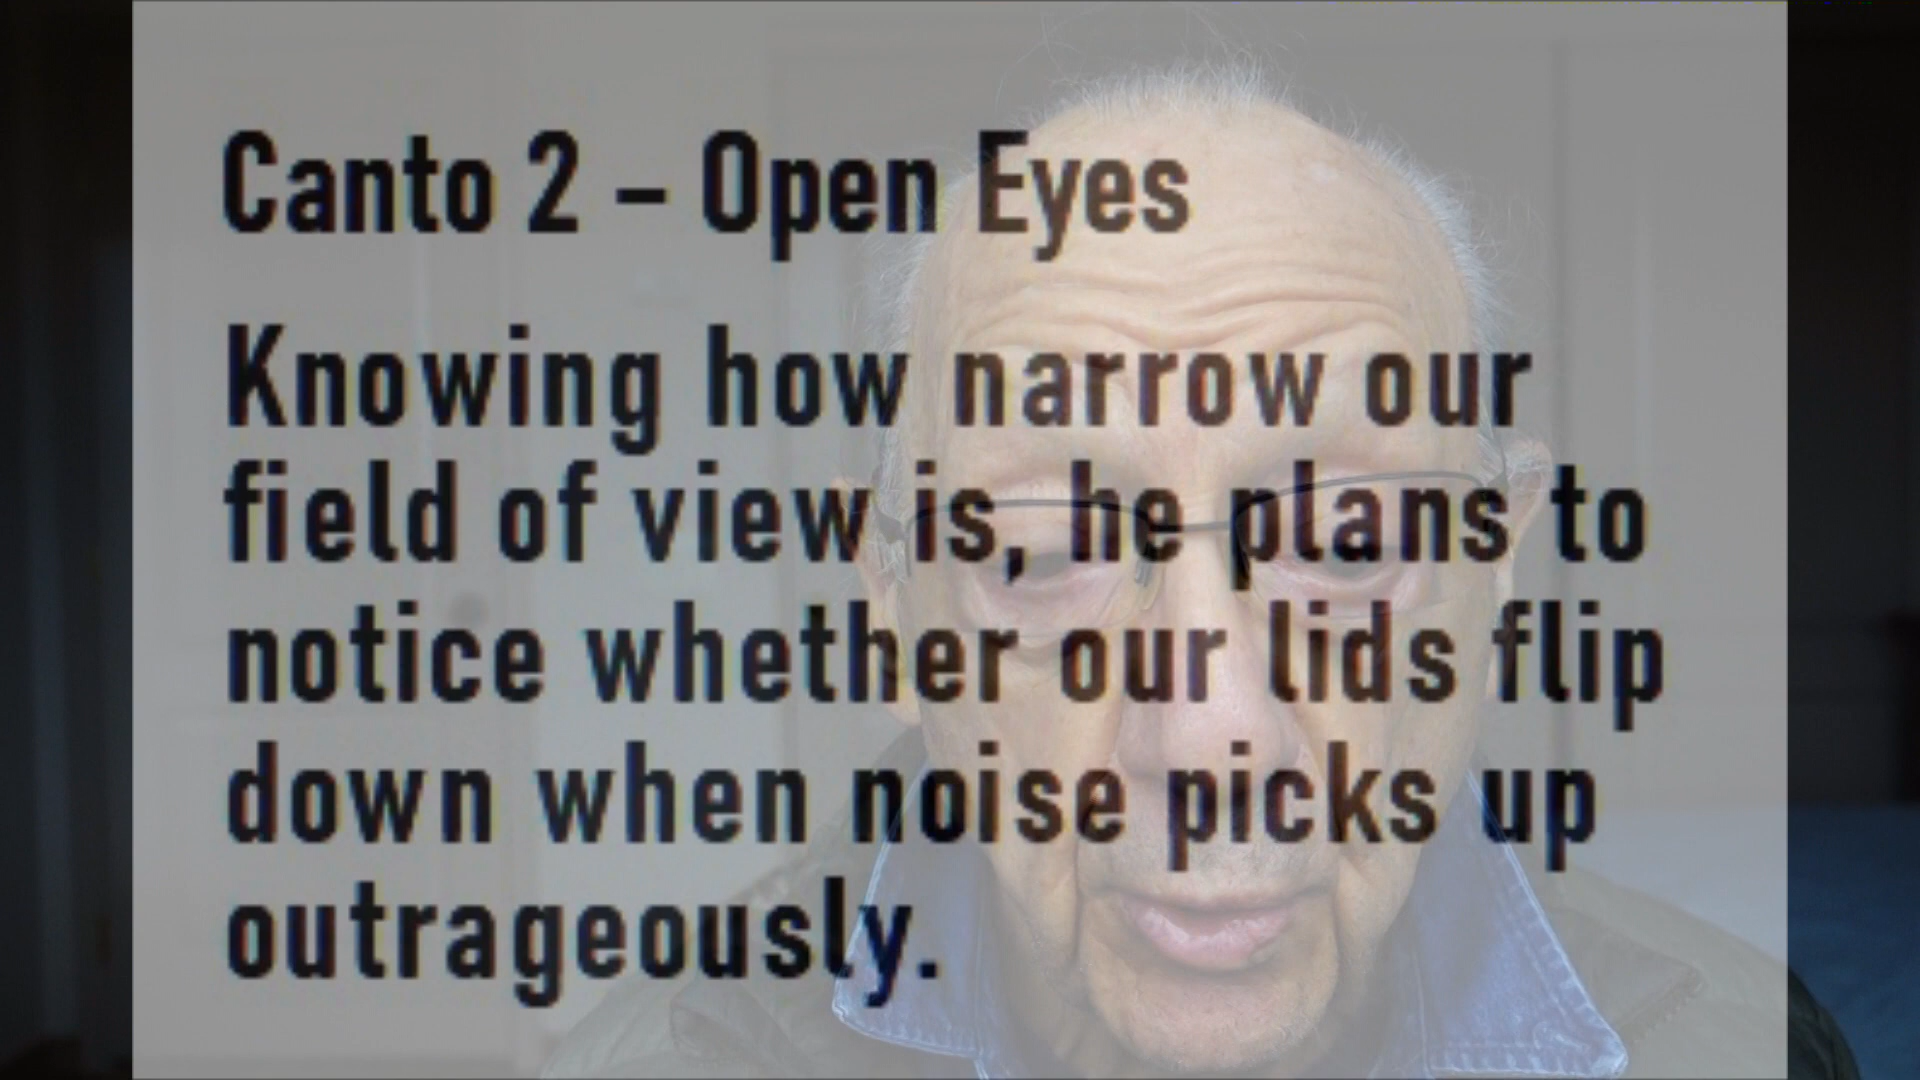 Canto 2 – Open Eyes
Knowing how narrow our
field of view is, he plans to
notice whether our lids flip
down when noise picks up
outrageously.